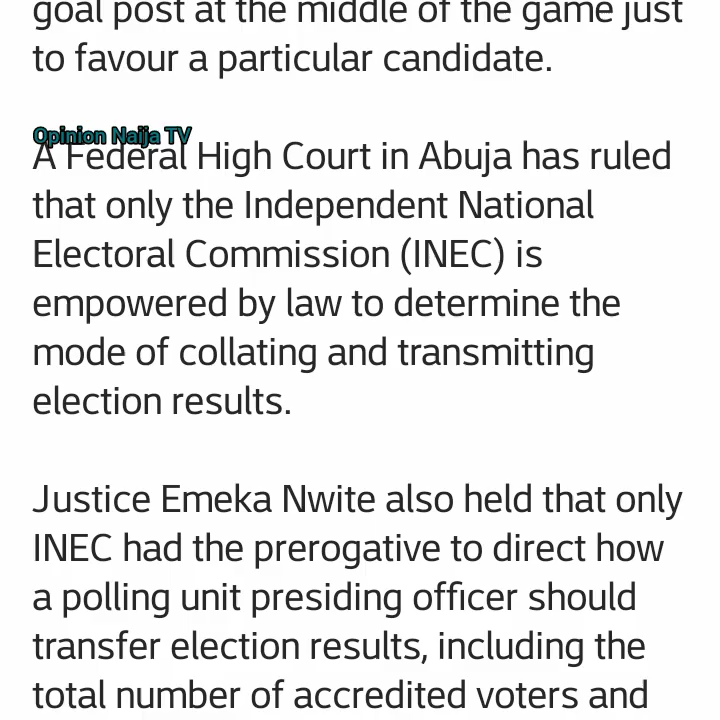 goal post at the middle of the game just
to favour a particular candidate.
Opinion Naija TV
A Federal High Court in Abuja has ruled
that only the Independent National
Electoral Commission (INEC) is
empowered by law to determine the
mode of collating and transmitting
election results.
Justice Emeka Nwite also held that only
INEC had the prerogative to direct how
a polling unit presiding officer should
transfer election results, including the
total number of accredited voters and